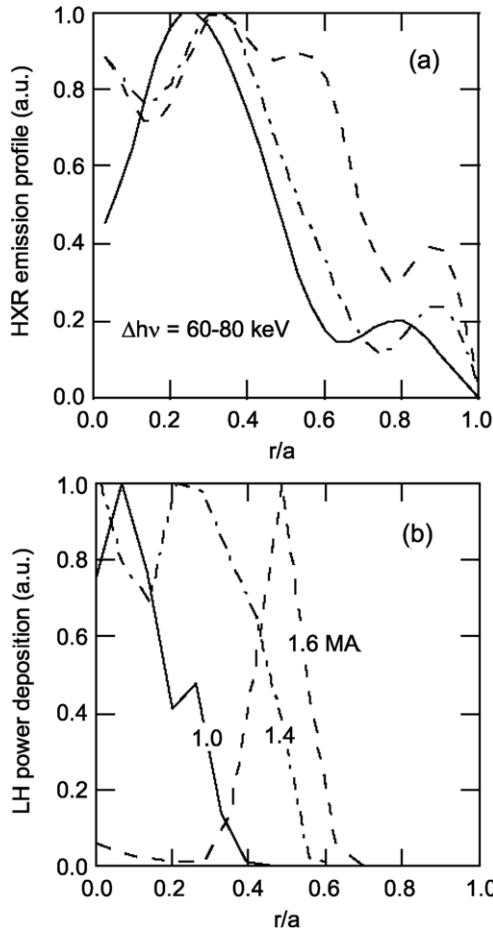 (a)
HXR emission profile (a.u.)
1.0
0.8
0.6
0.4
0.2
0.0
Δhν = 60-80 keV
0.0 0.2 0.4 0.6 0.8 1.0
r/a
(b)
LH power deposition (a.u.)
1.0
0.8
0.6
0.4
0.2
0.0
1.6 MA
1.0
1.4
0.0 0.2 0.4 0.6 0.8 1.0
r/a